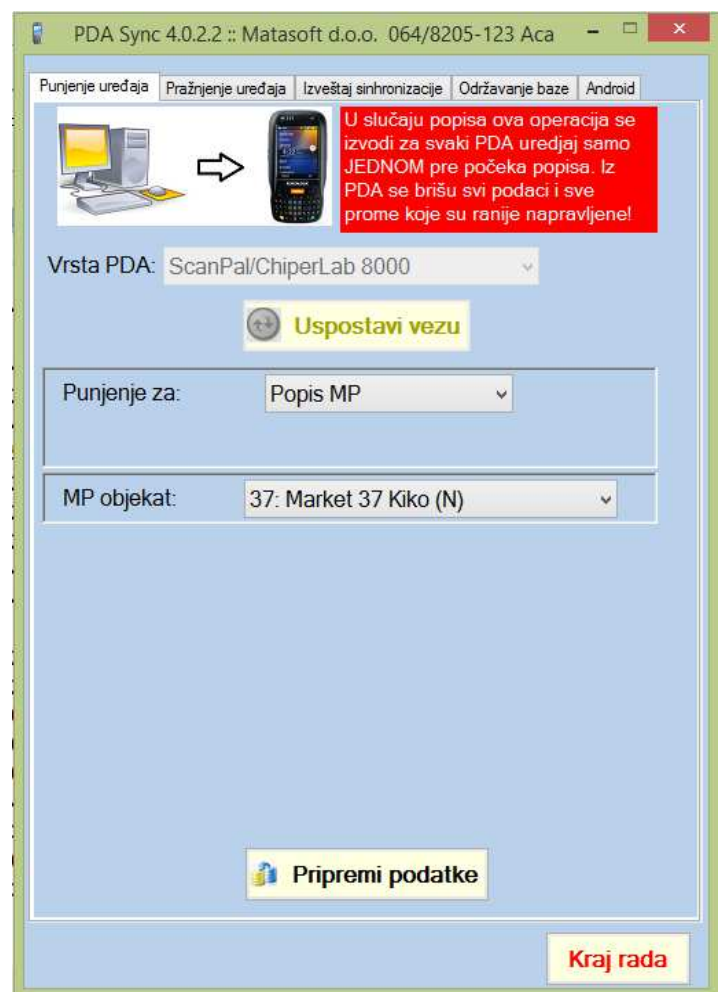 PDA Sync 4.0.2.2 :: Matasoft d.o.o.  064/8205-123 Aca
Punjenje uređaja Pražnjenje uređaja Izveštaj sinhronizacije Održavanje baze Android
U slučaju popisa ova operacija se
izvodi za svaki PDA uredjaj samo
JEDNOM pre počeka popisa. Iz
PDA se brišu svi podaci i sve
prome koje su ranije napravljene!
Vrsta PDA: ScanPal/ChiperLab 8000
Uspostavi vezu
Punjenje za: Popis MP
MP objekat: 37: Market 37 Kiko (N)
Pripremi podatke
Kraj rada